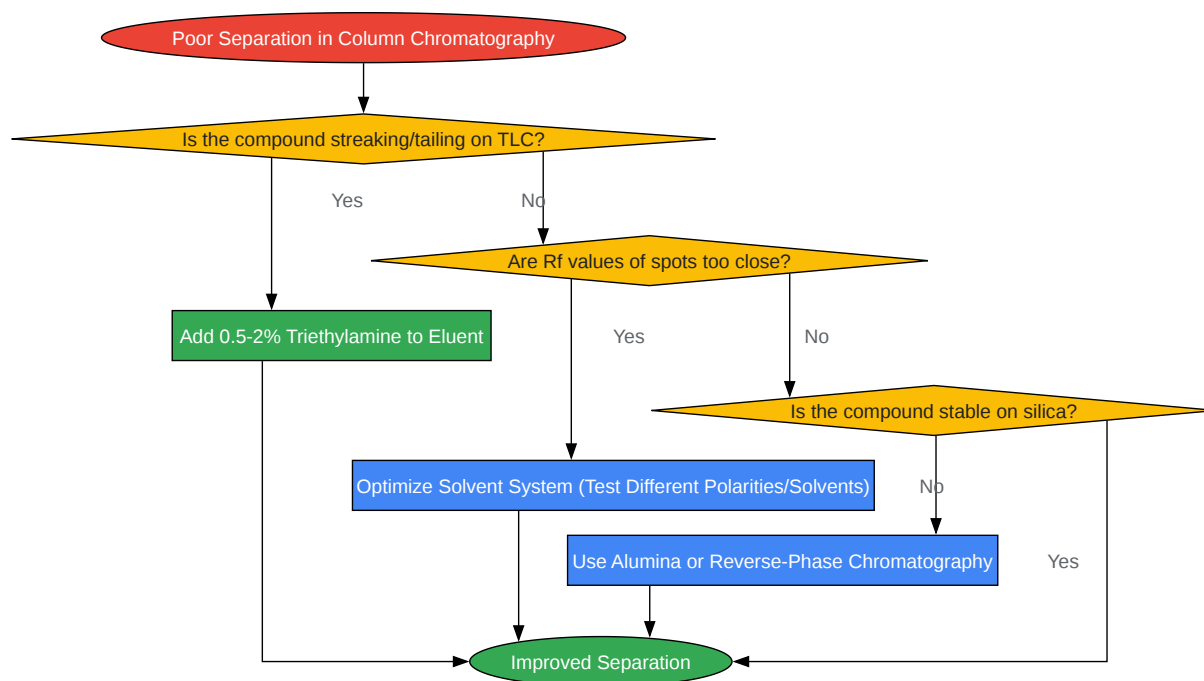 Poor Separation in Column Chromatography
Is the compound streaking/tailing on TLC?
Yes
No
Are Rf values of spots too close?
Add 0.5-2% Triethylamine to Eluent
Yes
No
Is the compound stable on silica?
Optimize Solvent System (Test Different Polarities/Solvents)
No
Use Alumina or Reverse-Phase Chromatography
Yes
Improved Separation